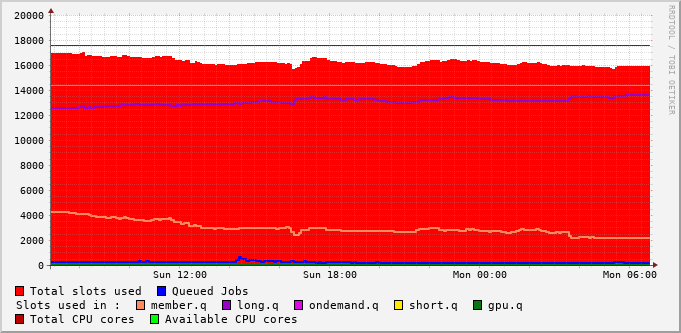 RRDTOOL / TOBI OETIKER
20000
18000
16000
14000
12000
10000
8000
6000
4000
2000
0
Sun 12:00 Sun 18:00 Mon 00:00 Mon 06:00
Total slots used Queued Jobs
Slots used in : member.q long.q ondemand.q short.q gpu.q
Total CPU cores Available CPU cores